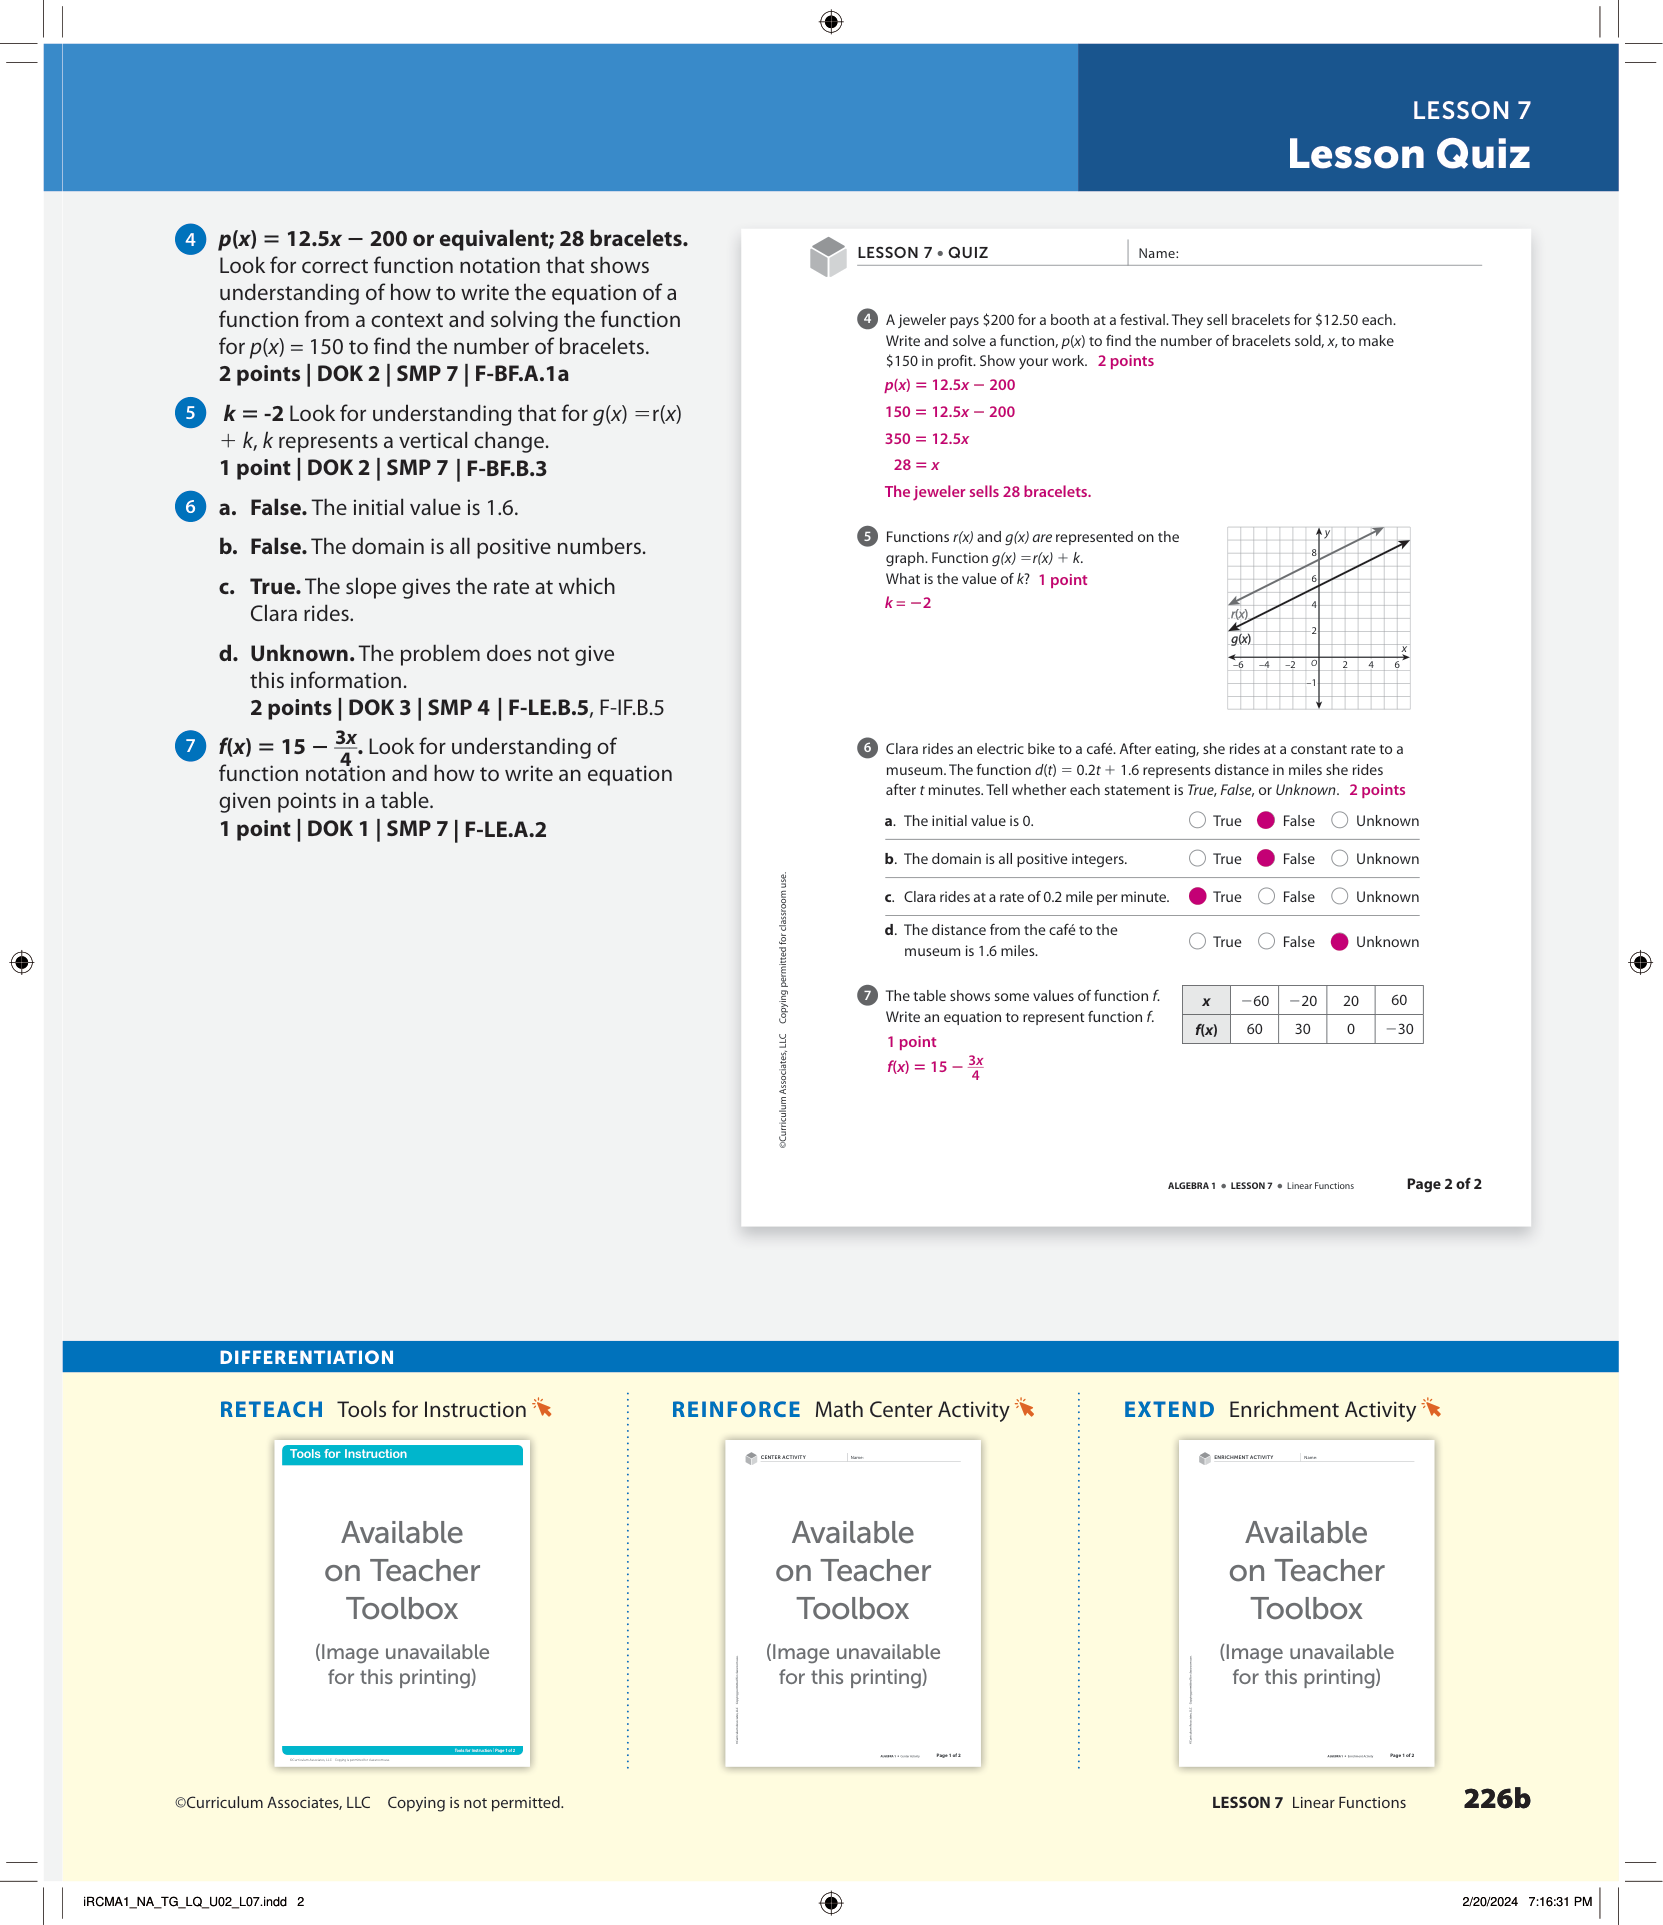 LESSON 7
Lesson Quiz
4 p(x) = 12.5x − 200 or equivalent; 28 bracelets.
Look for correct function notation that shows
understanding of how to write the equation of a
function from a context and solving the function
for p(x) = 150 to find the number of bracelets.
2 points | DOK 2 | SMP 7 | F-BF.A.1a
5 k = -2 Look for understanding that for g(x) =r(x)
+ k, k represents a vertical change.
1 point | DOK 2 | SMP 7 | F-BF.B.3
6 a. False. The initial value is 1.6.
b. False. The domain is all positive numbers.
c. True. The slope gives the rate at which
Clara rides.
d. Unknown. The problem does not give
this information.
2 points | DOK 3 | SMP 4 | F-LE.B.5, F-IF.B.5
7 f(x) = 15 − 3x/4. Look for understanding of
function notation and how to write an equation
given points in a table.
1 point | DOK 1 | SMP 7 | F-LE.A.2
LESSON 7 • QUIZ Name:
4 A jeweler pays $200 for a booth at a festival. They sell bracelets for $12.50 each.
Write and solve a function, p(x) to find the number of bracelets sold, x, to make
$150 in profit. Show your work. 2 points
p(x) = 12.5x − 200
150 = 12.5x − 200
350 = 12.5x
28 = x
The jeweler sells 28 bracelets.
5 Functions r(x) and g(x) are represented on the
graph. Function g(x) =r(x) + k.
What is the value of k? 1 point
k = −2
y
8
6
4
r(x)
2
g(x)
x
–6 –4 –2 O 2 4 6
–1
6 Clara rides an electric bike to a café. After eating, she rides at a constant rate to a
museum. The function d(t) = 0.2t + 1.6 represents distance in miles she rides
after t minutes. Tell whether each statement is True, False, or Unknown. 2 points
a. The initial value is 0. True False Unknown
b. The domain is all positive integers. True False Unknown
c. Clara rides at a rate of 0.2 mile per minute. True False Unknown
d. The distance from the café to the
museum is 1.6 miles. True False Unknown
7 The table shows some values of function f.
Write an equation to represent function f.
1 point
f(x) = 15 − 3x/4
x −60 −20 20 60
f(x) 60 30 0 −30
©Curriculum Associates, LLC Copying permitted for classroom use.
ALGEBRA 1 • LESSON 7 • Linear Functions Page 2 of 2
DIFFERENTIATION
RETEACH Tools for Instruction
REINFORCE Math Center Activity
EXTEND Enrichment Activity
Tools for Instruction
Available
on Teacher
Toolbox
(Image unavailable
for this printing)
Tools for Instruction | Page 1 of 2
CENTER ACTIVITY Name:
Available
on Teacher
Toolbox
(Image unavailable
for this printing)
Page 1 of 2
ENRICHMENT ACTIVITY Name:
Available
on Teacher
Toolbox
(Image unavailable
for this printing)
Page 1 of 2
©Curriculum Associates, LLC Copying is not permitted.
LESSON 7 Linear Functions 226b
iRCMA1_NA_TG_LQ_U02_L07.indd 2
2/20/2024 7:16:31 PM